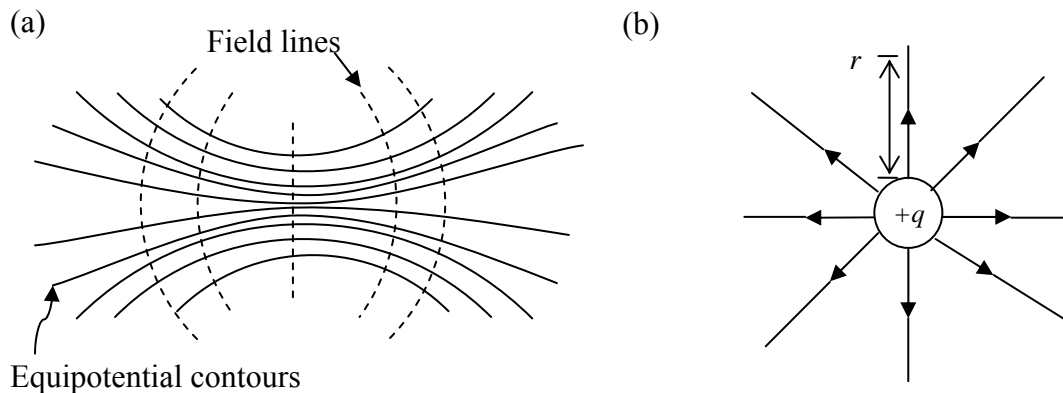 (a)
(b)
Field lines
r
+q
Equipotential contours